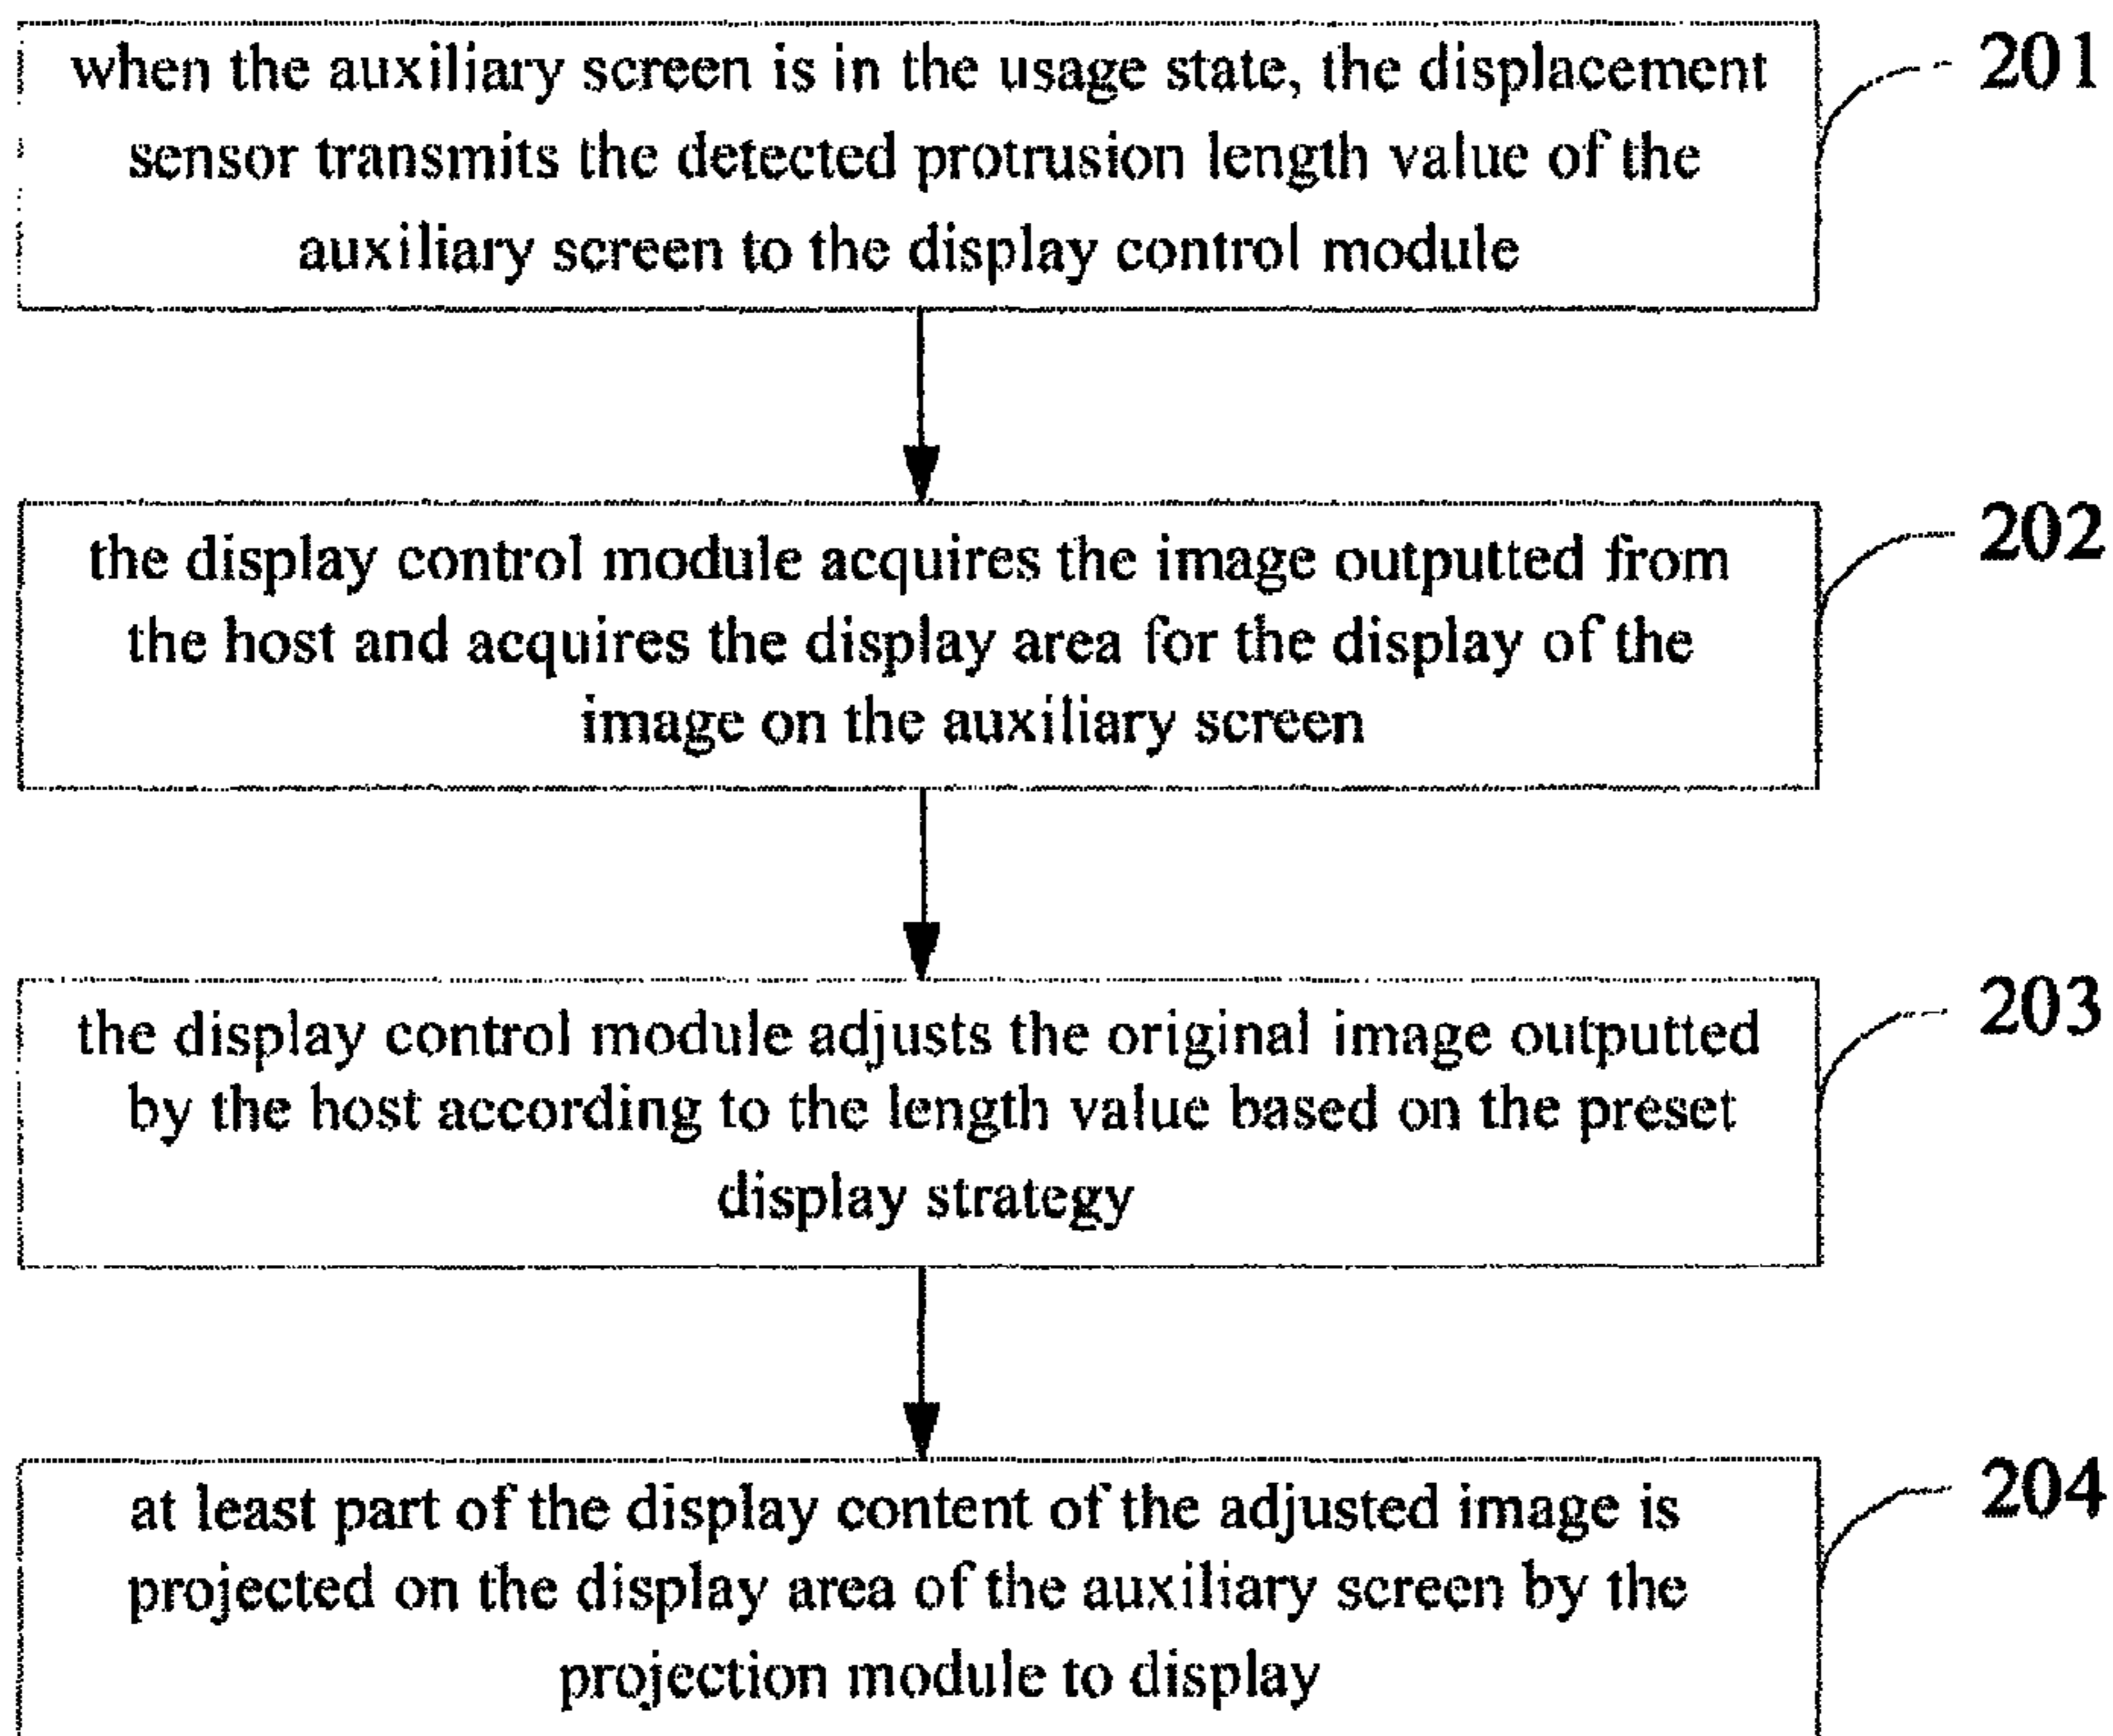 when the auxiliary screen is in the usage state, the displacement
sensor transmits the detected protrusion length value of the
auxiliary screen to the display control module
201
the display control module acquires the image outputted from
the host and acquires the display area for the display of the
image on the auxiliary screen
202
the display control module adjusts the original image outputted
by the host according to the length value based on the preset
display strategy
203
at least part of the display content of the adjusted image is
projected on the display area of the auxiliary screen by the
projection module to display
204